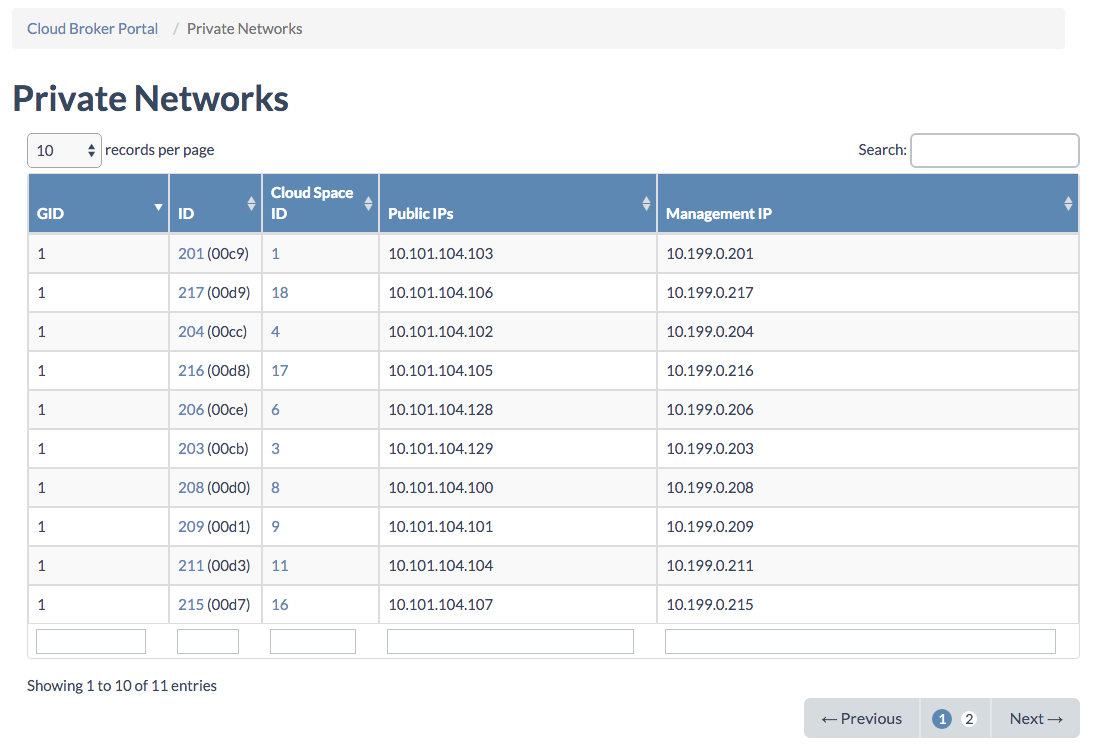 Cloud Broker Portal / Private Networks
Private Networks
10 records per page Search:
GID ID Cloud Space ID Public IPs Management IP
1 201 (00c9) 1 10.101.104.103 10.199.0.201
1 217 (00d9) 18 10.101.104.106 10.199.0.217
1 204 (00cc) 4 10.101.104.102 10.199.0.204
1 216 (00d8) 17 10.101.104.105 10.199.0.216
1 206 (00ce) 6 10.101.104.128 10.199.0.206
1 203 (00cb) 3 10.101.104.129 10.199.0.203
1 208 (00d0) 8 10.101.104.100 10.199.0.208
1 209 (00d1) 9 10.101.104.101 10.199.0.209
1 211 (00d3) 11 10.101.104.104 10.199.0.211
1 215 (00d7) 16 10.101.104.107 10.199.0.215
Showing 1 to 10 of 11 entries
← Previous 1 2 Next →